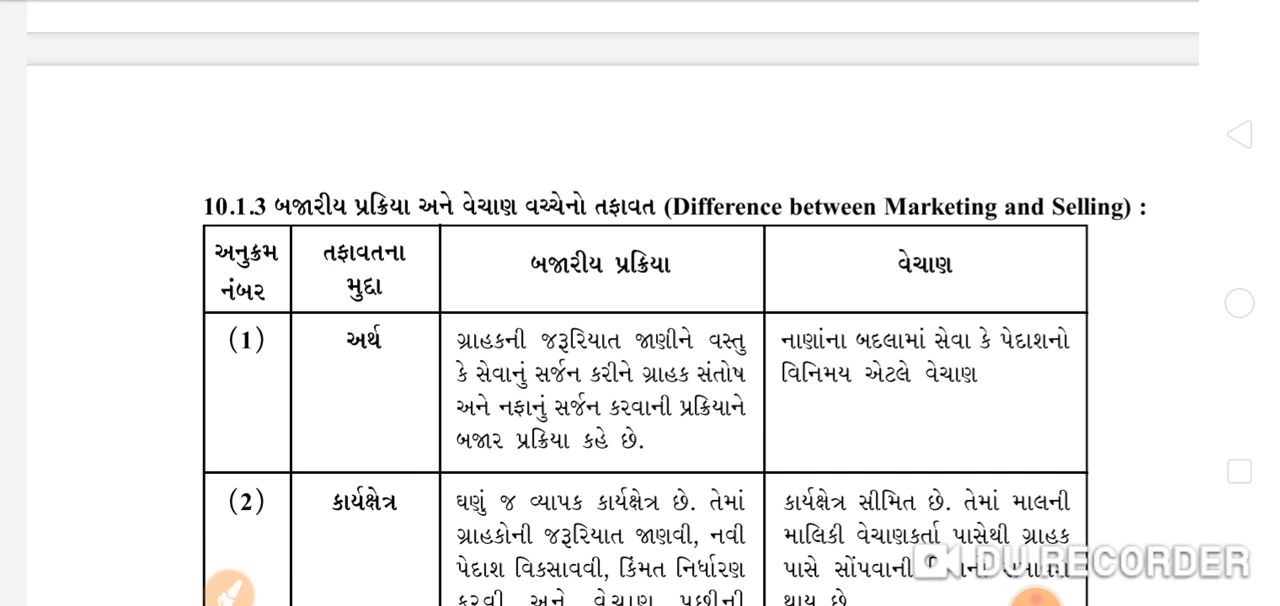 10.1.3 બજારીય પ્રક્રિયા અને વેચાણ વચ્ચેનો તફાવત (Difference between Marketing and Selling) :
અનુક્રમ નંબર
તફાવતના મુદ્દા
બજારીય પ્રક્રિયા
વેચાણ
(1)
અર્થ
ગ્રાહકની જરૂરિયાત જાણીને વસ્તુ
કે સેવાનું સર્જન કરીને ગ્રાહક સંતોષ
અને નફાનું સર્જન કરવાની પ્રક્રિયાને
બજાર પ્રક્રિયા કહે છે.
નાણાંના બદલામાં સેવા કે પેદાશનો
વિનિમય એટલે વેચાણ
(2)
કાર્યક્ષેત્ર
ઘણું જ વ્યાપક કાર્યક્ષેત્ર છે. તેમાં
ગ્રાહકોની જરૂરિયાત જાણવી, નવી
પેદાશ વિકસાવવી, કિંમત નિર્ધારણ
કરવી અને વેચાણ પછીની
કાર્યક્ષેત્ર સીમિત છે. તેમાં માલની
માલિકી વેચાણકર્તા પાસેથી ગ્રાહક
પાસે સોંપવાની
થાય છે
DU RECORDER